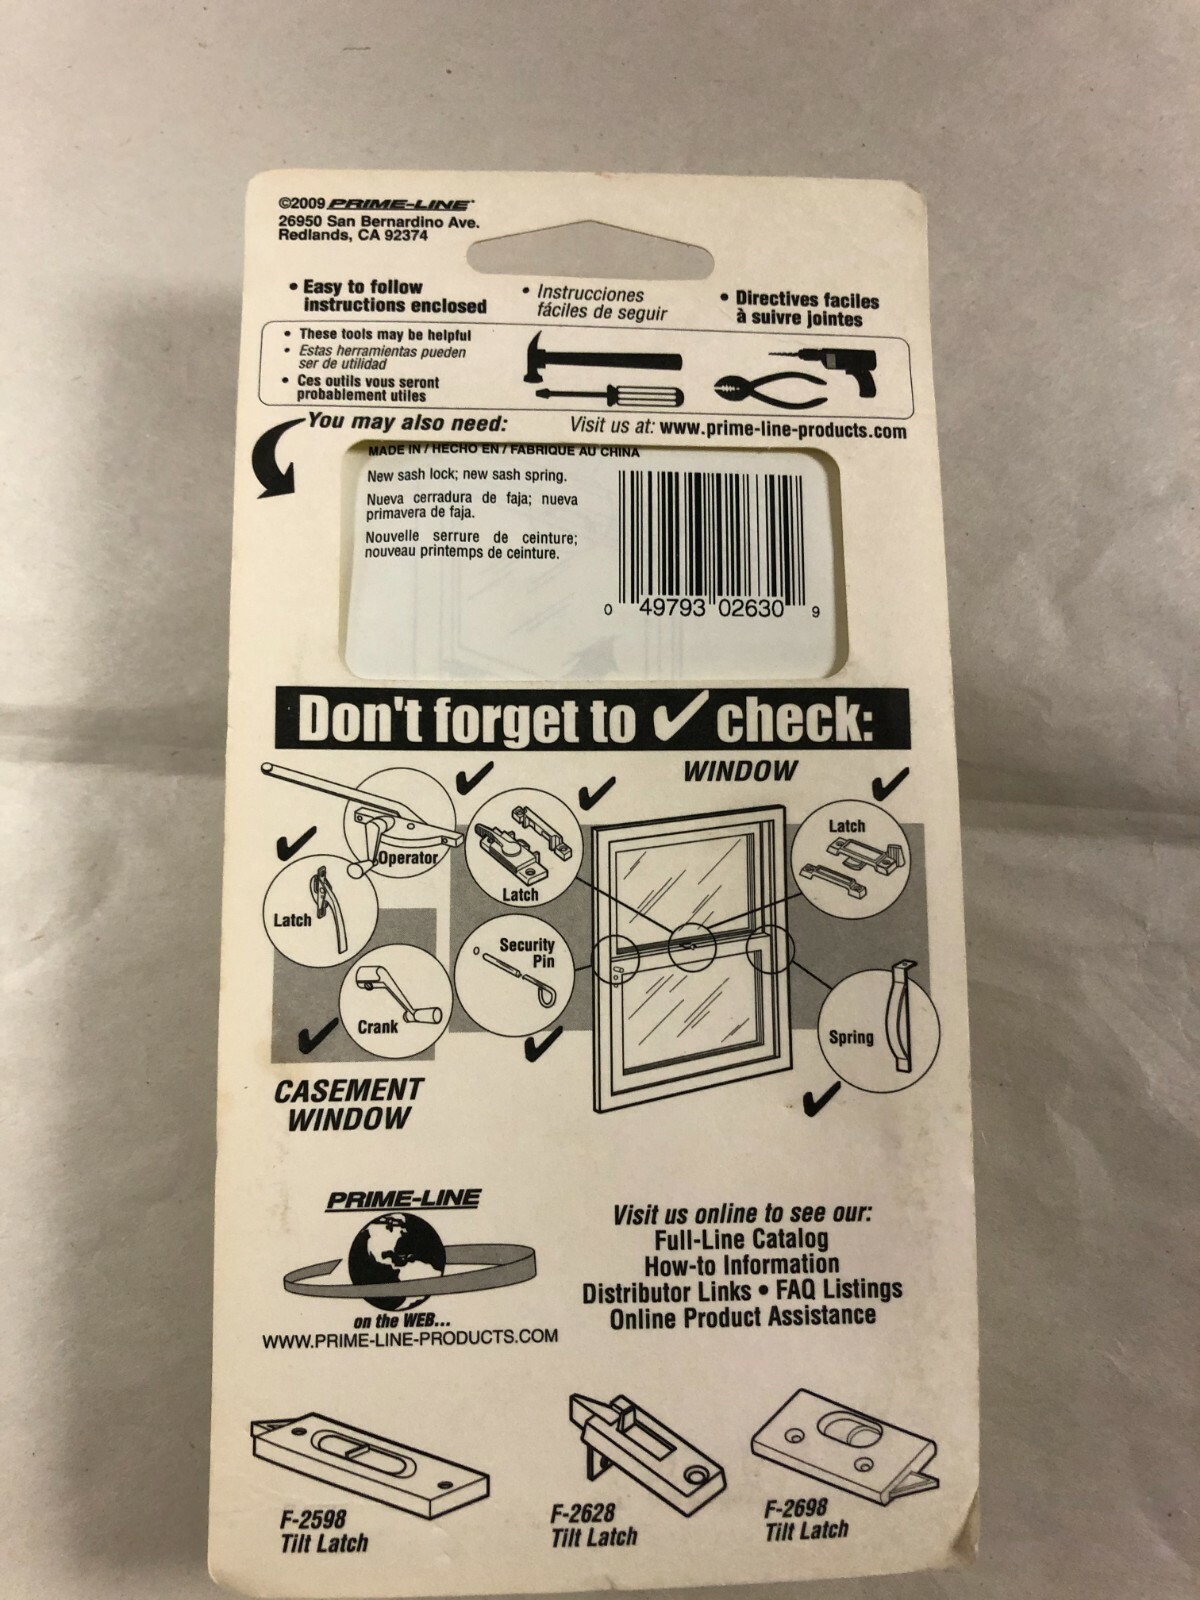 ©2009 PRIME-LINE™
26950 San Bernardino Ave.
Redlands, CA 92374
• Easy to follow
instructions enclosed
• Instrucciones
fáciles de seguir
• Directives faciles
à suivre jointes
• These tools may be helpful
• Estas herramientas pueden
ser de utilidad
• Ces outils vous seront
probablement utiles
You may also need:
Visit us at: www.prime-line-products.com
MADE IN / HECHO EN / FABRIQUE AU CHINA
New sash lock; new sash spring.
Nueva cerradura de faja; nueva
primavera de faja.
Nouvelle serrure de ceinture;
nouveau printemps de ceinture.
0 49793 02630 9
Don't forget to ✓ check:
WINDOW
Operator
Latch
Latch
Latch
Security
Pin
Crank
Spring
CASEMENT
WINDOW
PRIME-LINE
on the WEB...
WWW.PRIME-LINE-PRODUCTS.COM
Visit us online to see our:
Full-Line Catalog
How-to Information
Distributor Links • FAQ Listings
Online Product Assistance
F-2598
Tilt Latch
F-2628
Tilt Latch
F-2698
Tilt Latch